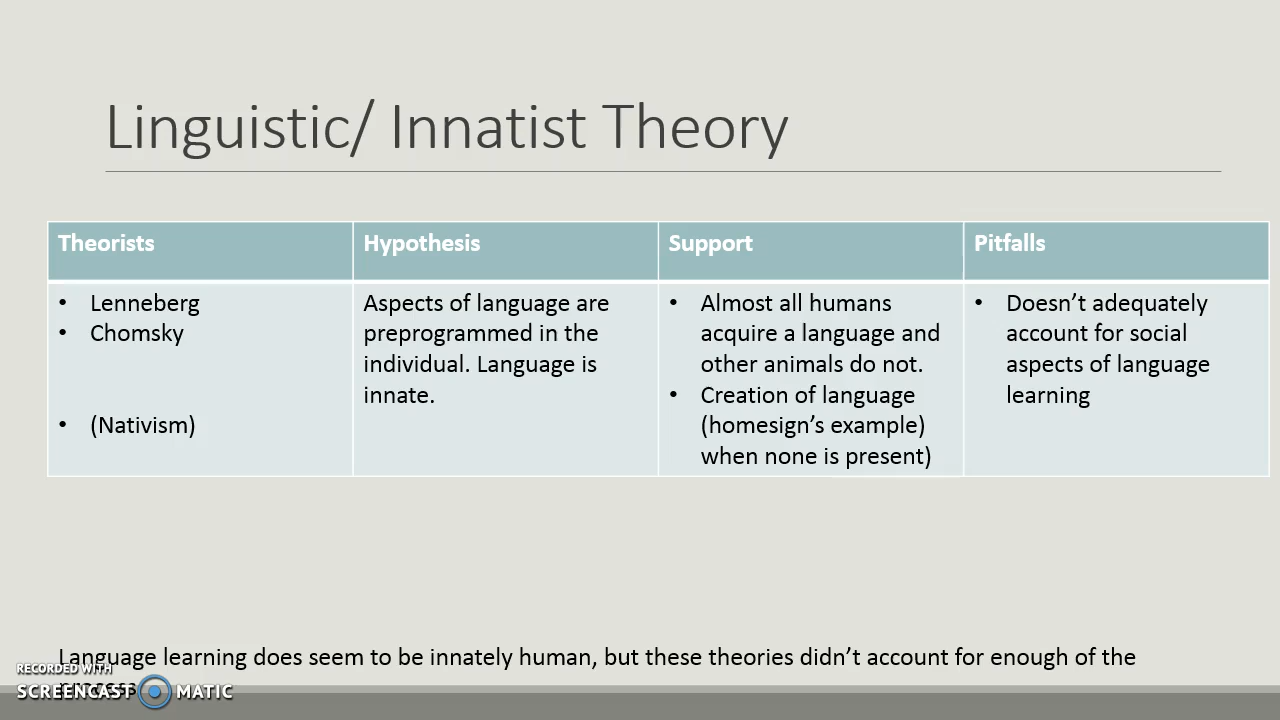 Linguistic/ Innatist Theory
Theorists
Hypothesis
Support
Pitfalls
• Lenneberg
• Chomsky
• (Nativism)
Aspects of language are
preprogrammed in the
individual. Language is
innate.
• Almost all humans
acquire a language and
other animals do not.
• Creation of language
(homesign’s example)
when none is present)
• Doesn’t adequately
account for social
aspects of language
learning
Language learning does seem to be innately human, but these theories didn’t account for enough of the
RECORDED WITH
SCREENCAST MATIC